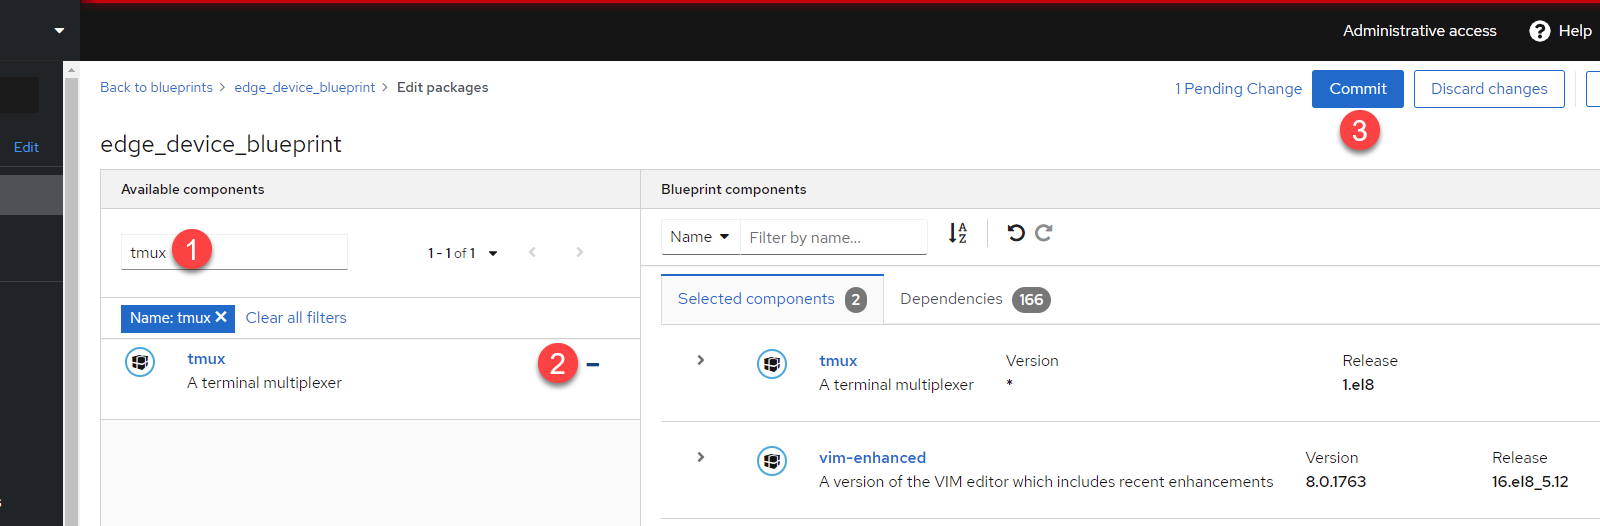 Administrative access
Help
Back to blueprints > edge_device_blueprint > Edit packages
1 Pending Change
Commit
Discard changes
3
Edit
edge_device_blueprint
Available components
Blueprint components
tmux
1
1 - 1 of 1
Name
Filter by name...
A
Z
Selected components 2
Dependencies 166
Name: tmux ✕
Clear all filters
tmux
A terminal multiplexer
2
tmux
A terminal multiplexer
Version
*
Release
1.el8
vim-enhanced
A version of the VIM editor which includes recent enhancements
Version
8.0.1763
Release
16.el8_5.12